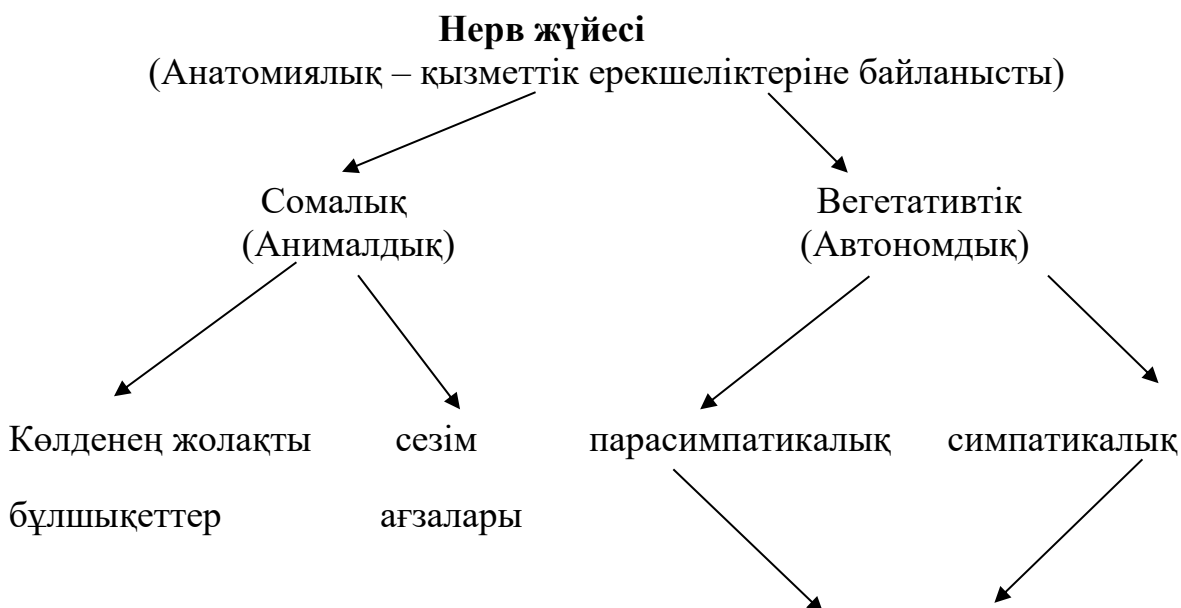 Нерв жүйесі
(Анатомиялық – қызметтік ерекшеліктеріне байланысты)
Сомалық
(Анималдық)
Вегетативтік
(Автономдық)
Көлденең жолақты
бұлшықеттер
сезім
ағзалары
парасимпатикалық
симпатикалық